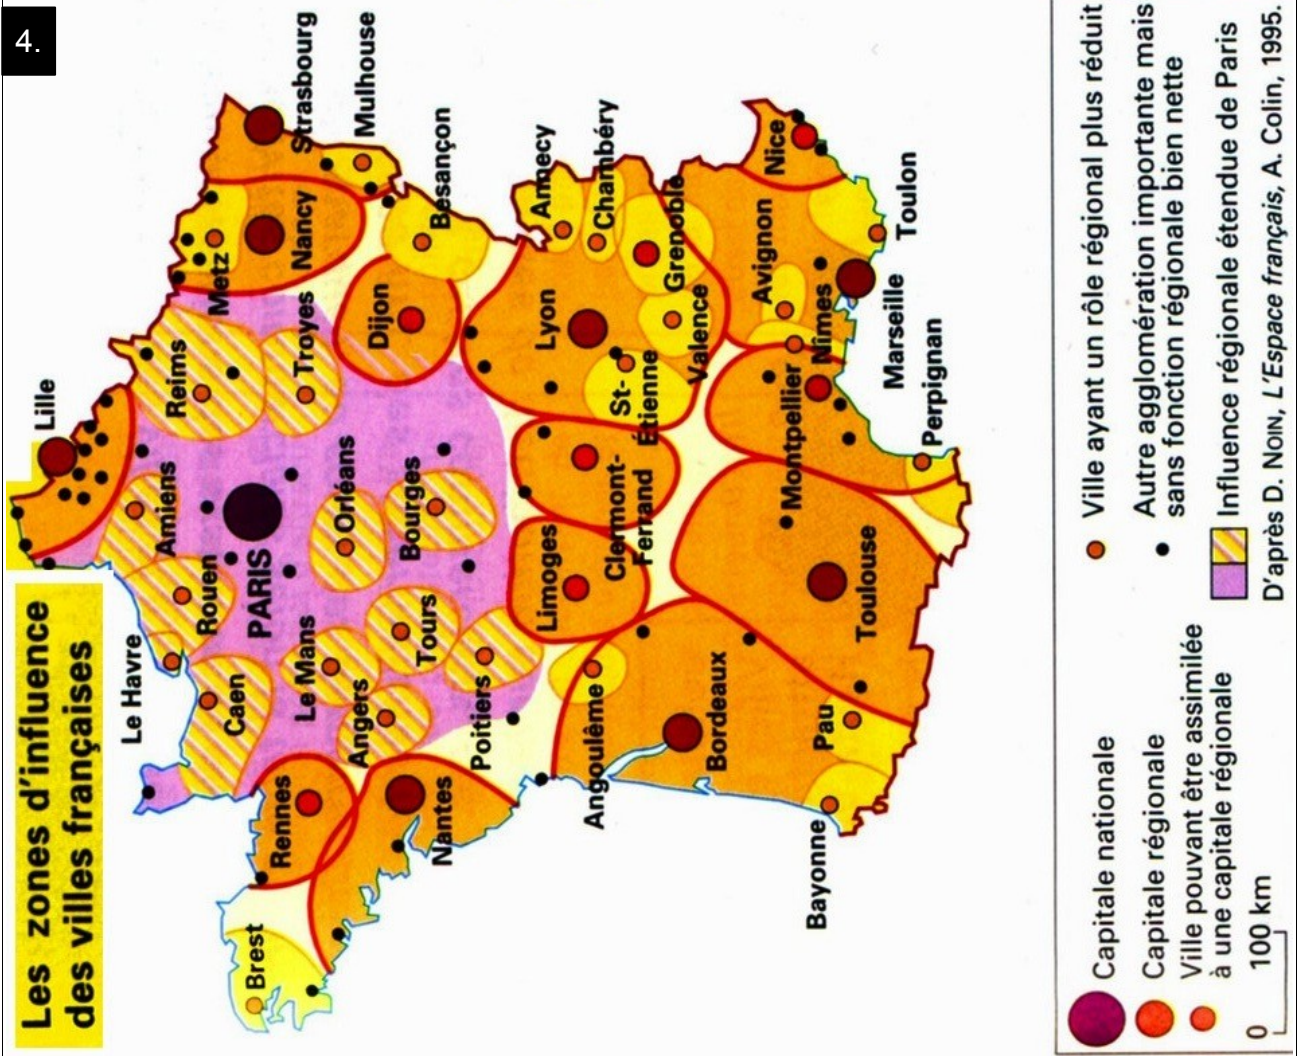 4.
Les zones d'influence
des villes françaises
Lille
Le Havre
Amiens
Rouen
Caen
Reims
Metz
Troyes
Nancy
Strasbourg
Mulhouse
PARIS
Orléans
Le Mans
Angers
Tours
Bourges
Poitiers
Rennes
Brest
Nantes
Dijon
Besançon
Limoges
Clermont-
Ferrand
Lyon
St-
Étienne
Annecy
Chambéry
Grenoble
Valence
Angoulême
Bordeaux
Bayonne
Pau
Toulouse
Montpellier
Nîmes
Avignon
Marseille
Toulon
Nice
Perpignan
Capitale nationale
Capitale régionale
Ville pouvant être assimilée
à une capitale régionale
0 100 km
Ville ayant un rôle régional plus réduit
Autre agglomération importante mais
sans fonction régionale bien nette
Influence régionale étendue de Paris
D'après D. NOIN, L'Espace français, A. Colin, 1995.